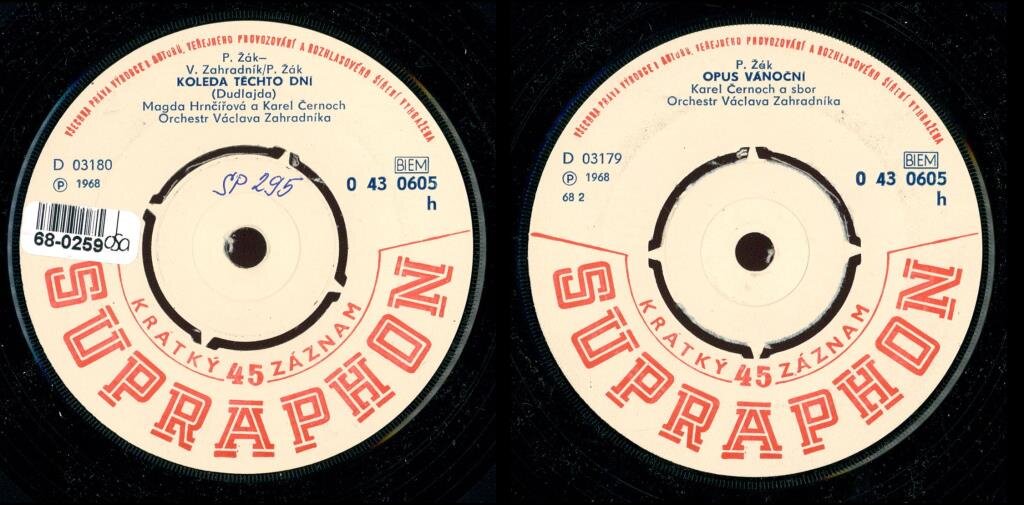 VŠECHNA PRÁVA VÝROBCE I AUTORŮ, VEŘEJNÉHO PROVOZOVÁNÍ A ROZHLASOVÉHO ŠÍŘENÍ VYHRAŽENA
P. Žák–
V. Zahradník/P. Žák
KOLEDA TĚCHTO DNÍ
(Dudlajda)
Magda Hrnčířová a Karel Černoch
Orchestr Václava Zahradníka
D 03180
℗ 1968
BIEM
0 43 0605
h
SP 295
68-0259
KRÁTKÝ 45 ZÁZNAM
SUPRAPHON
VŠECHNA PRÁVA VÝROBCE I AUTORŮ, VEŘEJNÉHO PROVOZOVÁNÍ A ROZHLASOVÉHO ŠÍŘENÍ VYHRAŽENA
P. Žák
OPUS VÁNOČNÍ
Karel Černoch a sbor
Orchestr Václava Zahradníka
D 03179
℗ 1968
68 2
BIEM
0 43 0605
h
KRÁTKÝ 45 ZÁZNAM
SUPRAPHON